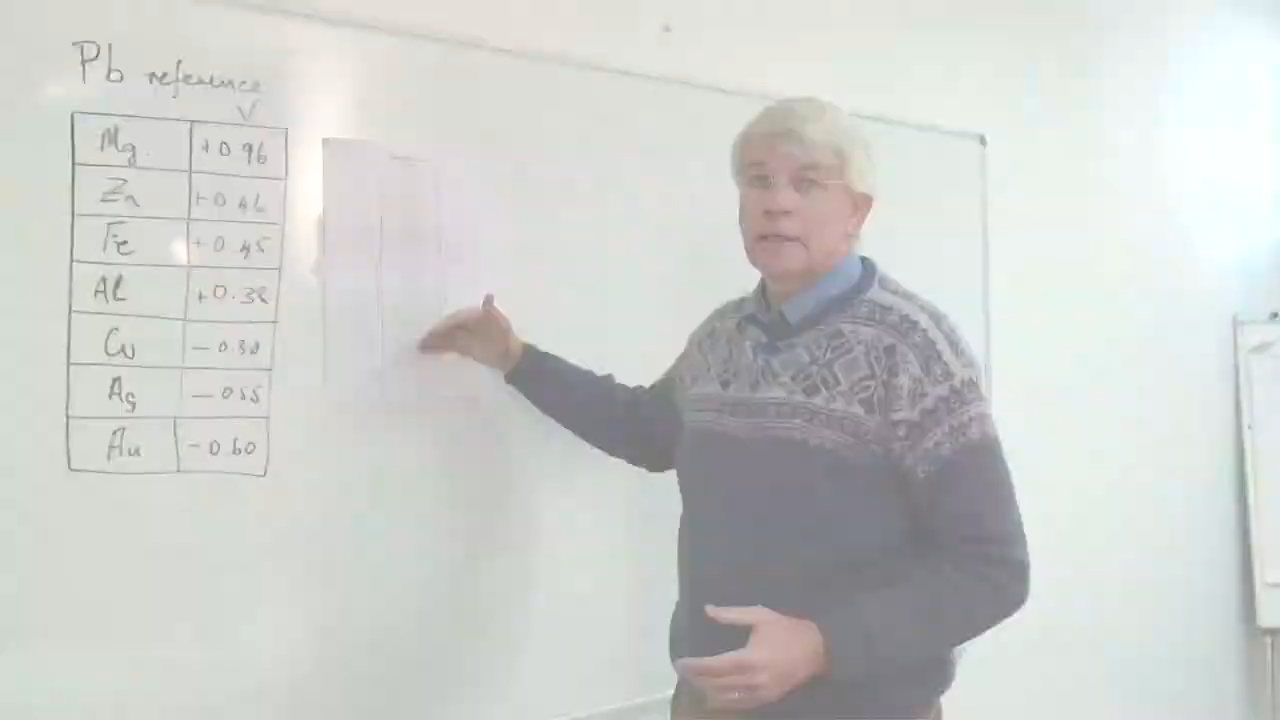 Pb reference
V
Mg. +0.96
Zn +0.46
Fe +0.45
Al +0.38
Cu -0.30
Ag -0.55
Au -0.60